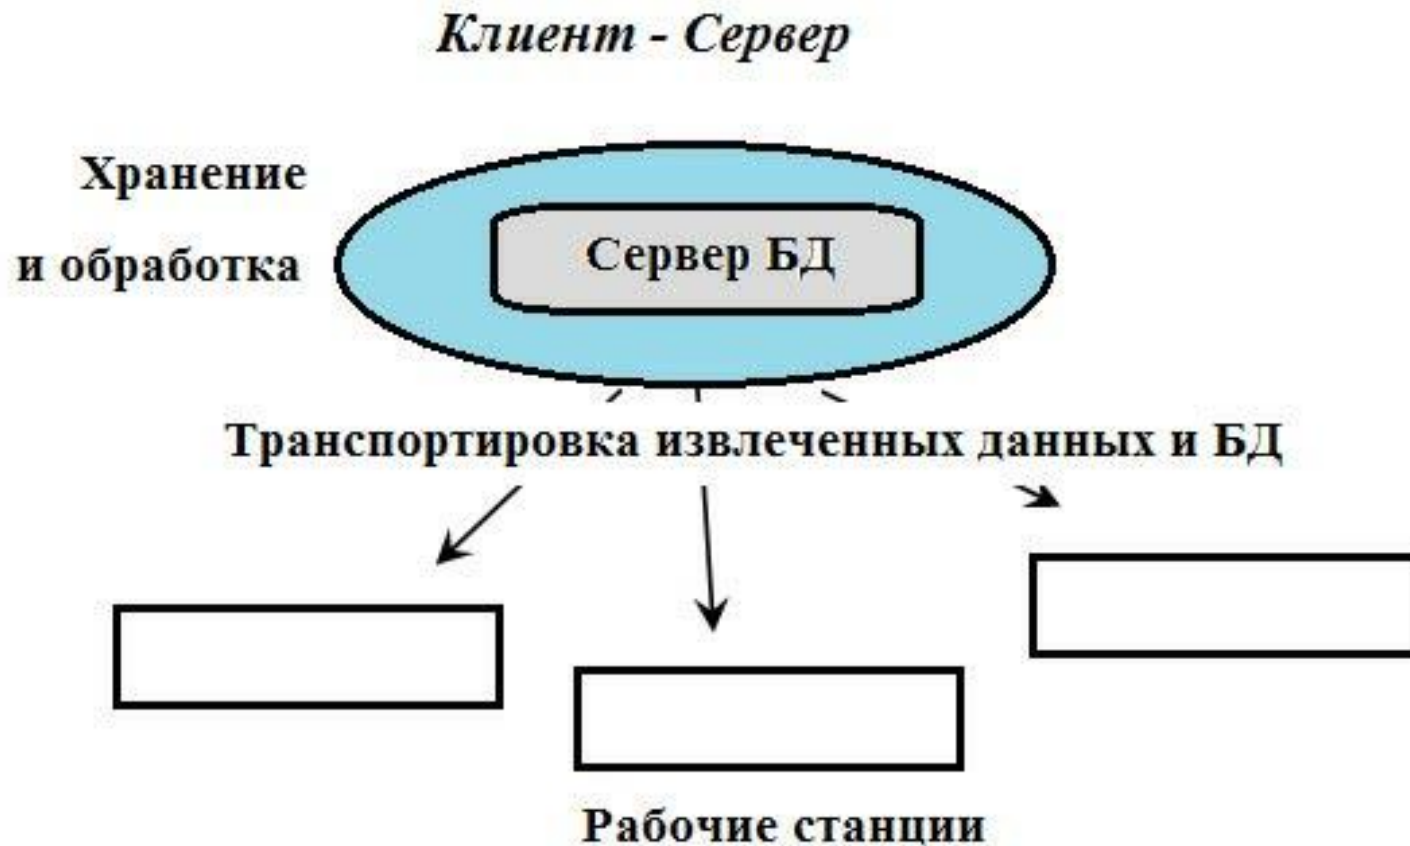 Клиент - Сервер
Хранение
и обработка
Сервер БД
Транспортировка извлеченных данных и БД
Рабочие станции